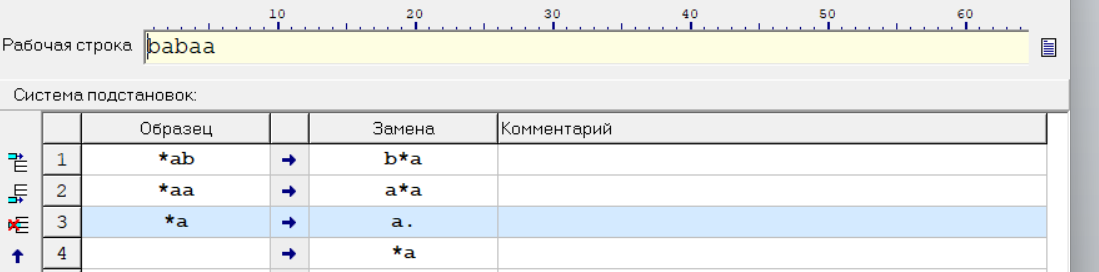 10 20 30 40 50 60
Рабочая строка babaa
Система подстановок:
Образец Замена Комментарий
1 *ab → b*a
2 *aa → a*a
3 *a → a.
4 → *a